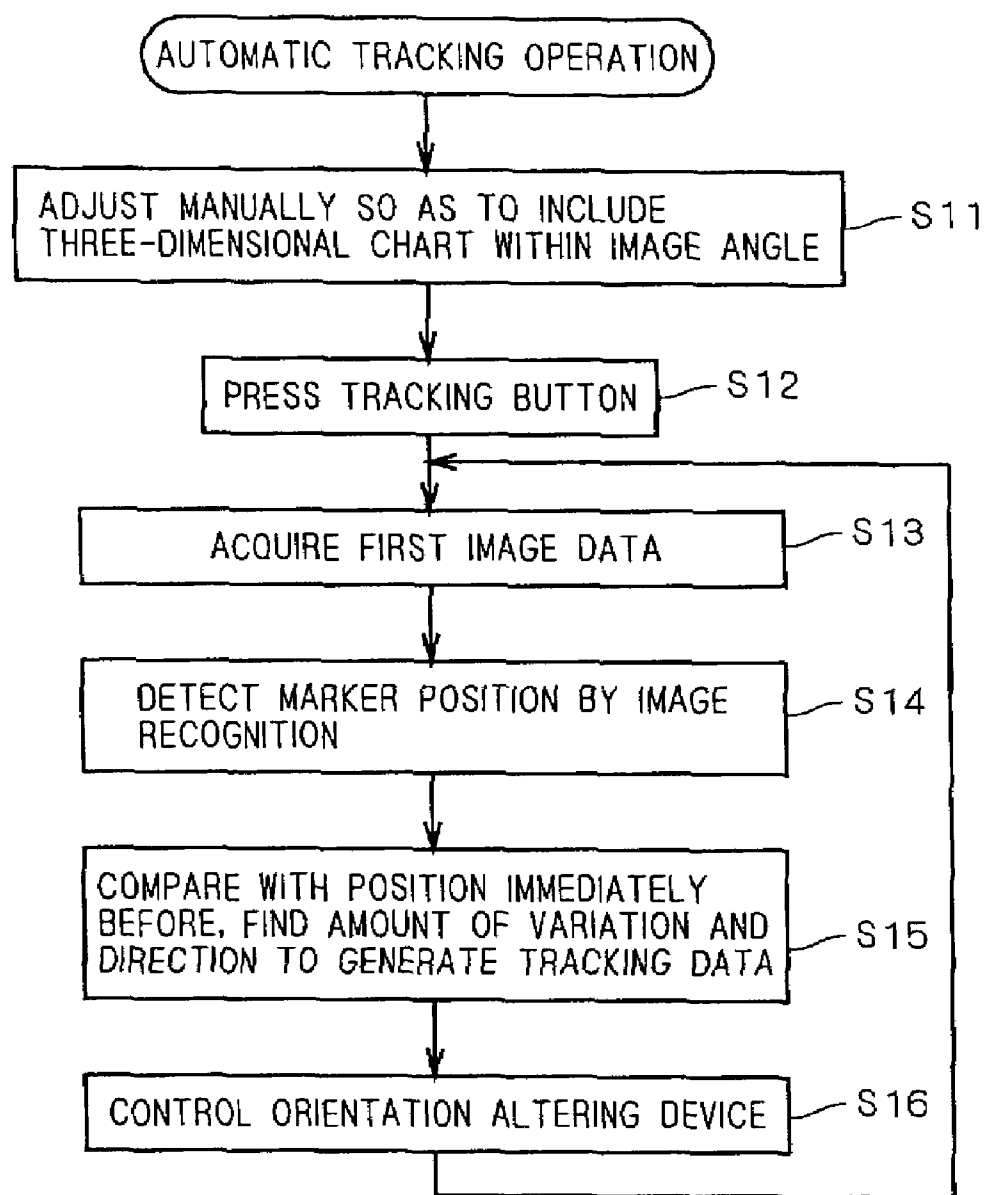 AUTOMATIC TRACKING OPERATION
ADJUST MANUALLY SO AS TO INCLUDE
THREE-DIMENSIONAL CHART WITHIN IMAGE ANGLE
S11
PRESS TRACKING BUTTON
S12
ACQUIRE FIRST IMAGE DATA
S13
DETECT MARKER POSITION BY IMAGE
RECOGNITION
S14
COMPARE WITH POSITION IMMEDIATELY
BEFORE, FIND AMOUNT OF VARIATION AND
DIRECTION TO GENERATE TRACKING DATA
S15
CONTROL ORIENTATION ALTERING DEVICE
S16